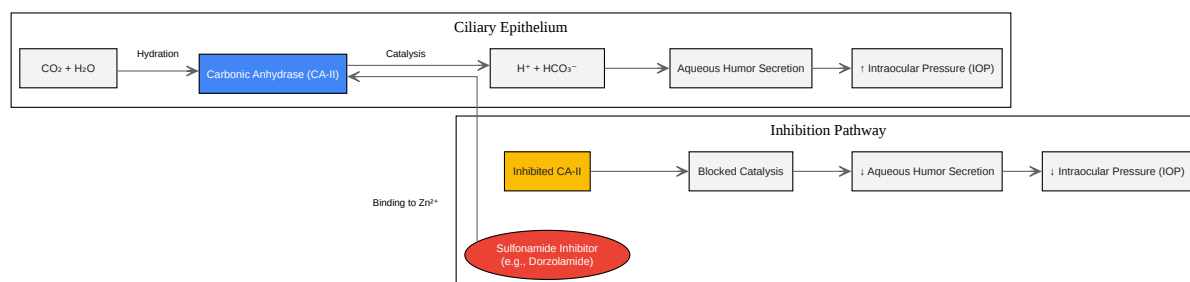 Ciliary Epithelium
CO₂ + H₂O
Hydration
Carbonic Anhydrase (CA-II)
Catalysis
H⁺ + HCO₃⁻
Aqueous Humor Secretion
↑ Intraocular Pressure (IOP)
Inhibition Pathway
Inhibited CA-II
Blocked Catalysis
↓ Aqueous Humor Secretion
↓ Intraocular Pressure (IOP)
Binding to Zn²⁺
Sulfonamide Inhibitor
(e.g., Dorzolamide)